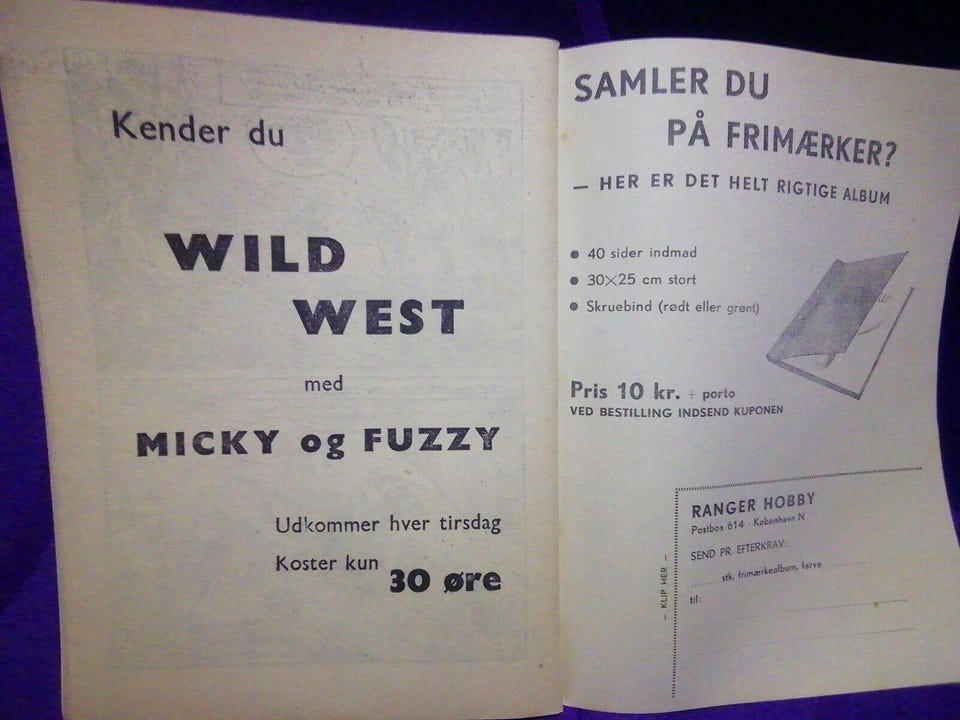 Kender du
WILD
WEST
med
MICKY og FUZZY
Udkommer hver tirsdag
Koster kun 30 øre
SAMLER DU
PÅ FRIMÆRKER?
— HER ER DET HELT RIGTIGE ALBUM
• 40 sider indmad
• 30×25 cm stort
• Skruebind (rødt eller grønt)
Pris 10 kr. + porto
VED BESTILLING INDSEND KUPONEN
— KLIP HER —
RANGER HOBBY
Postbox 614 - København N
SEND PR. EFTERKRAV:
........ stk. frimærkealbum, farve ............
til: ............